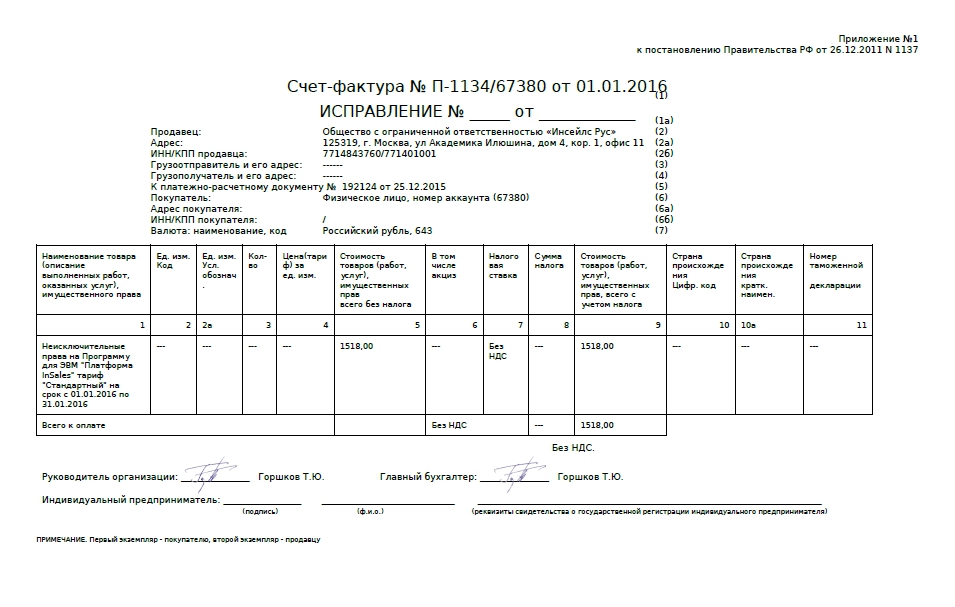 Приложение №1
к постановлению Правительства РФ от 26.12.2011 N 1137
Счет-фактура № П-1134/67380 от 01.01.2016
(1)
ИСПРАВЛЕНИЕ № _____ от ____________
(1а)
Продавец: Общество с ограниченной ответственностью «Инсейлс Рус» (2)
Адрес: 125319, г. Москва, ул Академика Илюшина, дом 4, кор. 1, офис 11 (2а)
ИНН/КПП продавца: 7714843760/771401001 (2б)
Грузоотправитель и его адрес: ------ (3)
Грузополучатель и его адрес: ------ (4)
К платежно-расчетному документу № 192124 от 25.12.2015 (5)
Покупатель: Физическое лицо, номер аккаунта (67380) (6)
Адрес покупателя: (6а)
ИНН/КПП покупателя: / (6б)
Валюта: наименование, код Российский рубль, 643 (7)
Наименование товара
(описание
выполненных работ,
оказанных услуг),
имущественного права
Ед. изм.
Код
Ед. изм.
Усл.
обознач
.
Кол-
во
Цена(тари
ф) за
ед. изм.
Стоимость
товаров (работ,
услуг),
имущественных
прав
всего без налога
В том
числе
акциз
Налого
вая
ставка
Сумма
налога
Стоимость
товаров (работ,
услуг),
имущественных
прав, всего с
учетом налога
Страна
происхожде
ния
Цифр. код
Страна
происхожде
ния
кратк.
наимен.
Номер
таможенной
декларации
1 2 2а 3 4 5 6 7 8 9 10 10а 11
Неисключительные
права на Программу
для ЭВМ "Платформа
InSales" тариф
"Стандартный" на
срок с 01.01.2016 по
31.01.2016
---
---
---
---
1518,00
---
Без
НДС
---
1518,00
---
---
---
Всего к оплате Без НДС --- 1518,00
Без НДС.
Руководитель организации: Горшков Т.Ю. Главный бухгалтер: Горшков Т.Ю.
Индивидуальный предприниматель:
(подпись) (ф.и.о.) (реквизиты свидетельства о государственной регистрации индивидуального предпринимателя)
ПРИМЕЧАНИЕ. Первый экземпляр - покупателю, второй экземпляр - продавцу